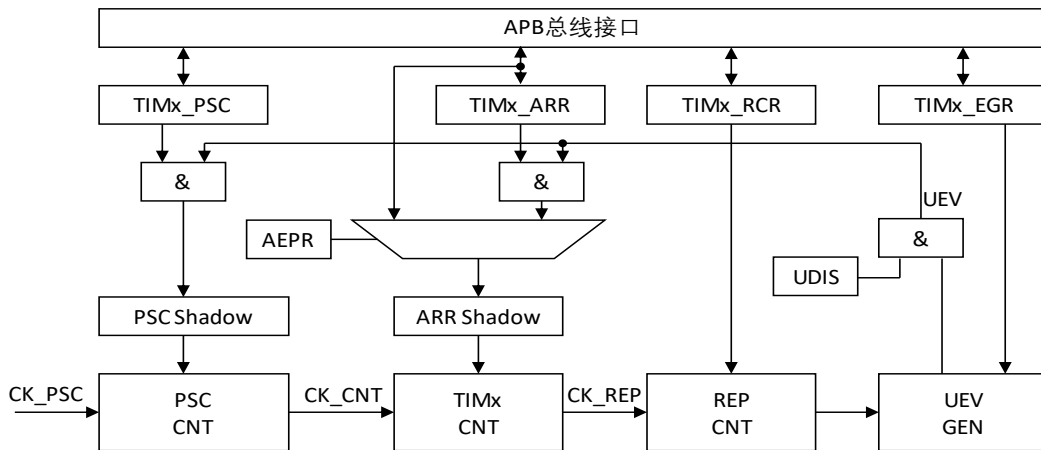 APB总线接口
TIMx_PSC
TIMx_ARR
TIMx_RCR
TIMx_EGR
&
&
UEV
AEPR
&
UDIS
PSC Shadow
ARR Shadow
CK_PSC
PSC
CNT
CK_CNT
TIMx
CNT
CK_REP
REP
CNT
UEV
GEN